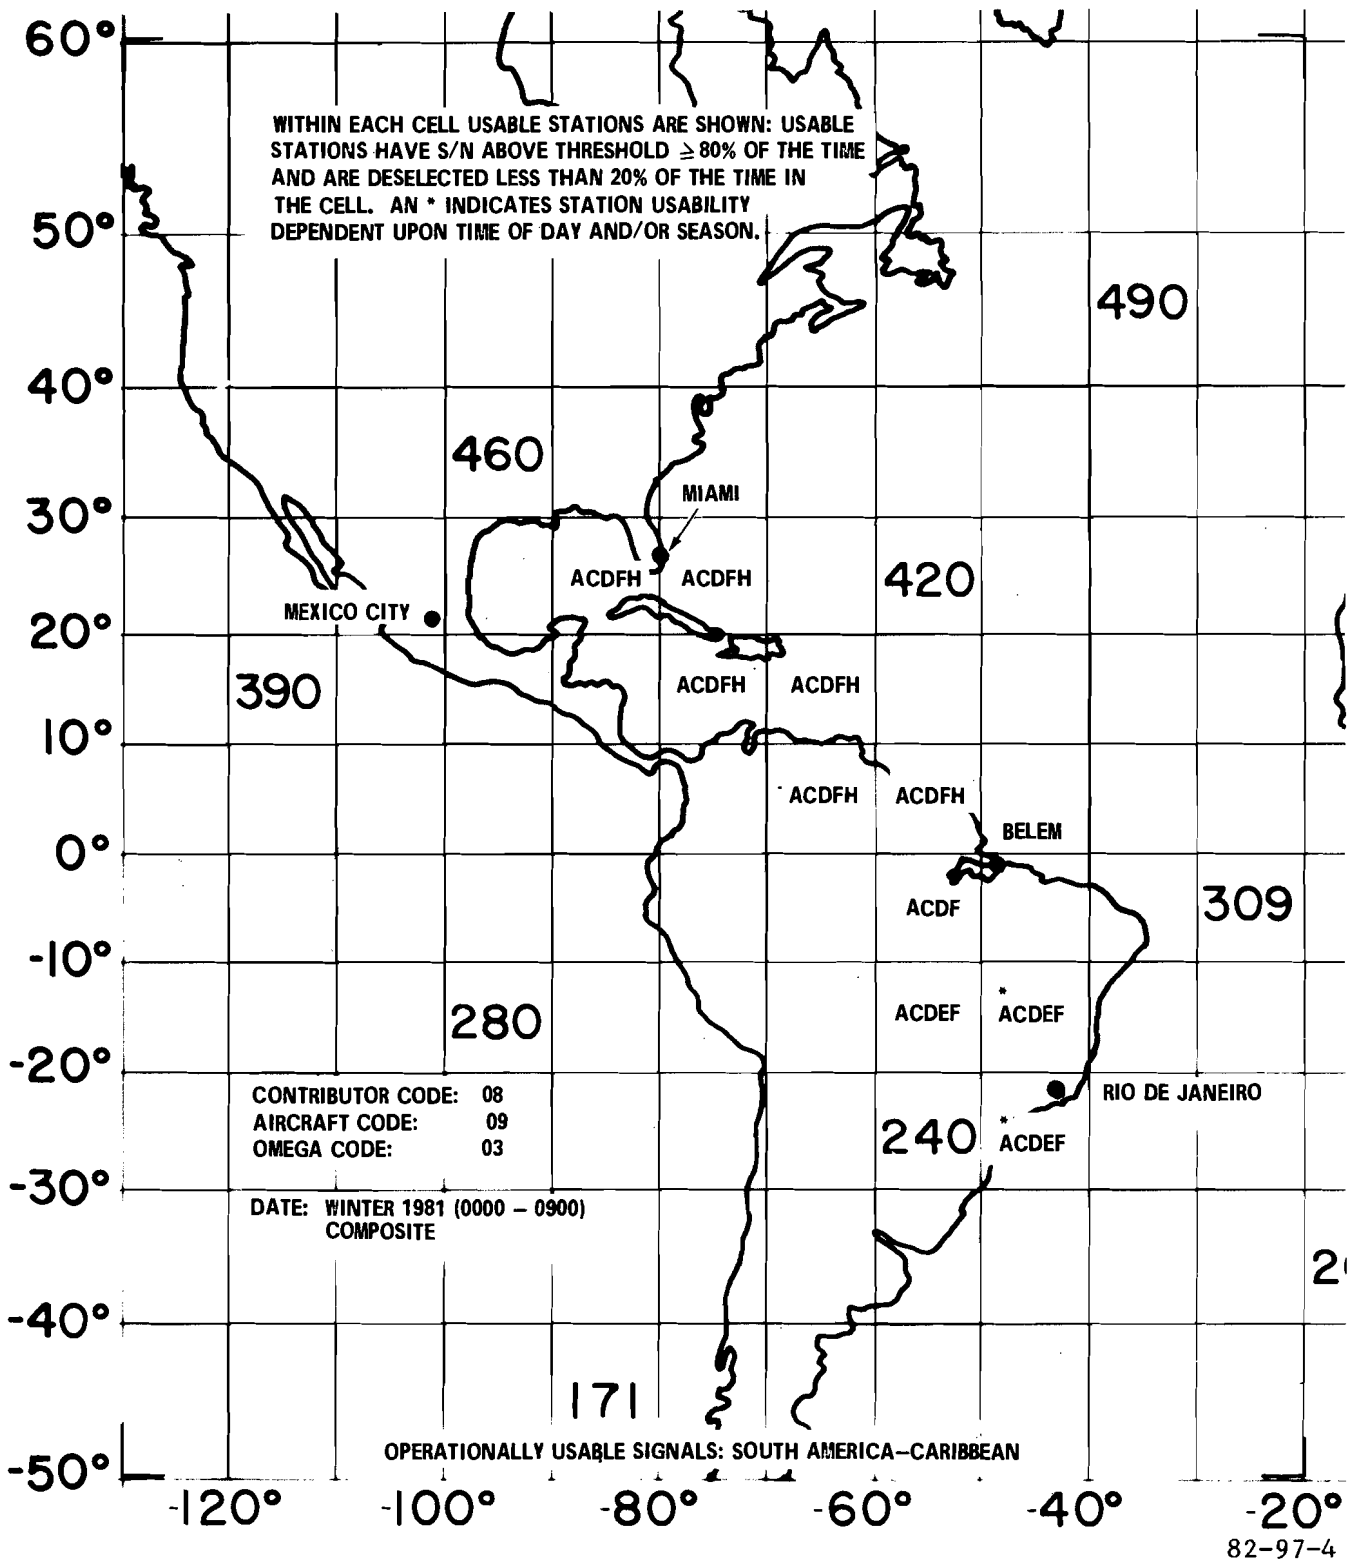 60°
WITHIN EACH CELL USABLE STATIONS ARE SHOWN: USABLE
STATIONS HAVE S/N ABOVE THRESHOLD ≥ 80% OF THE TIME
AND ARE DESELECTED LESS THAN 20% OF THE TIME IN
THE CELL. AN * INDICATES STATION USABILITY
DEPENDENT UPON TIME OF DAY AND/OR SEASON.
50°
490
40°
460
MIAMI
30°
ACDFH ACDFH
420
MEXICO CITY
20°
390
ACDFH ACDFH
10°
ACDFH ACDFH
BELEM
0°
ACDF
309
-10°
280
ACDEF
*
ACDEF
-20°
CONTRIBUTOR CODE: 08
AIRCRAFT CODE: 09
OMEGA CODE: 03
RIO DE JANEIRO
240
*
ACDEF
-30°
DATE: WINTER 1981 (0000 – 0900)
COMPOSITE
-40°
171
OPERATIONALLY USABLE SIGNALS: SOUTH AMERICA–CARIBBEAN
-50°
-120° -100° -80° -60° -40° -20°
82-97-4